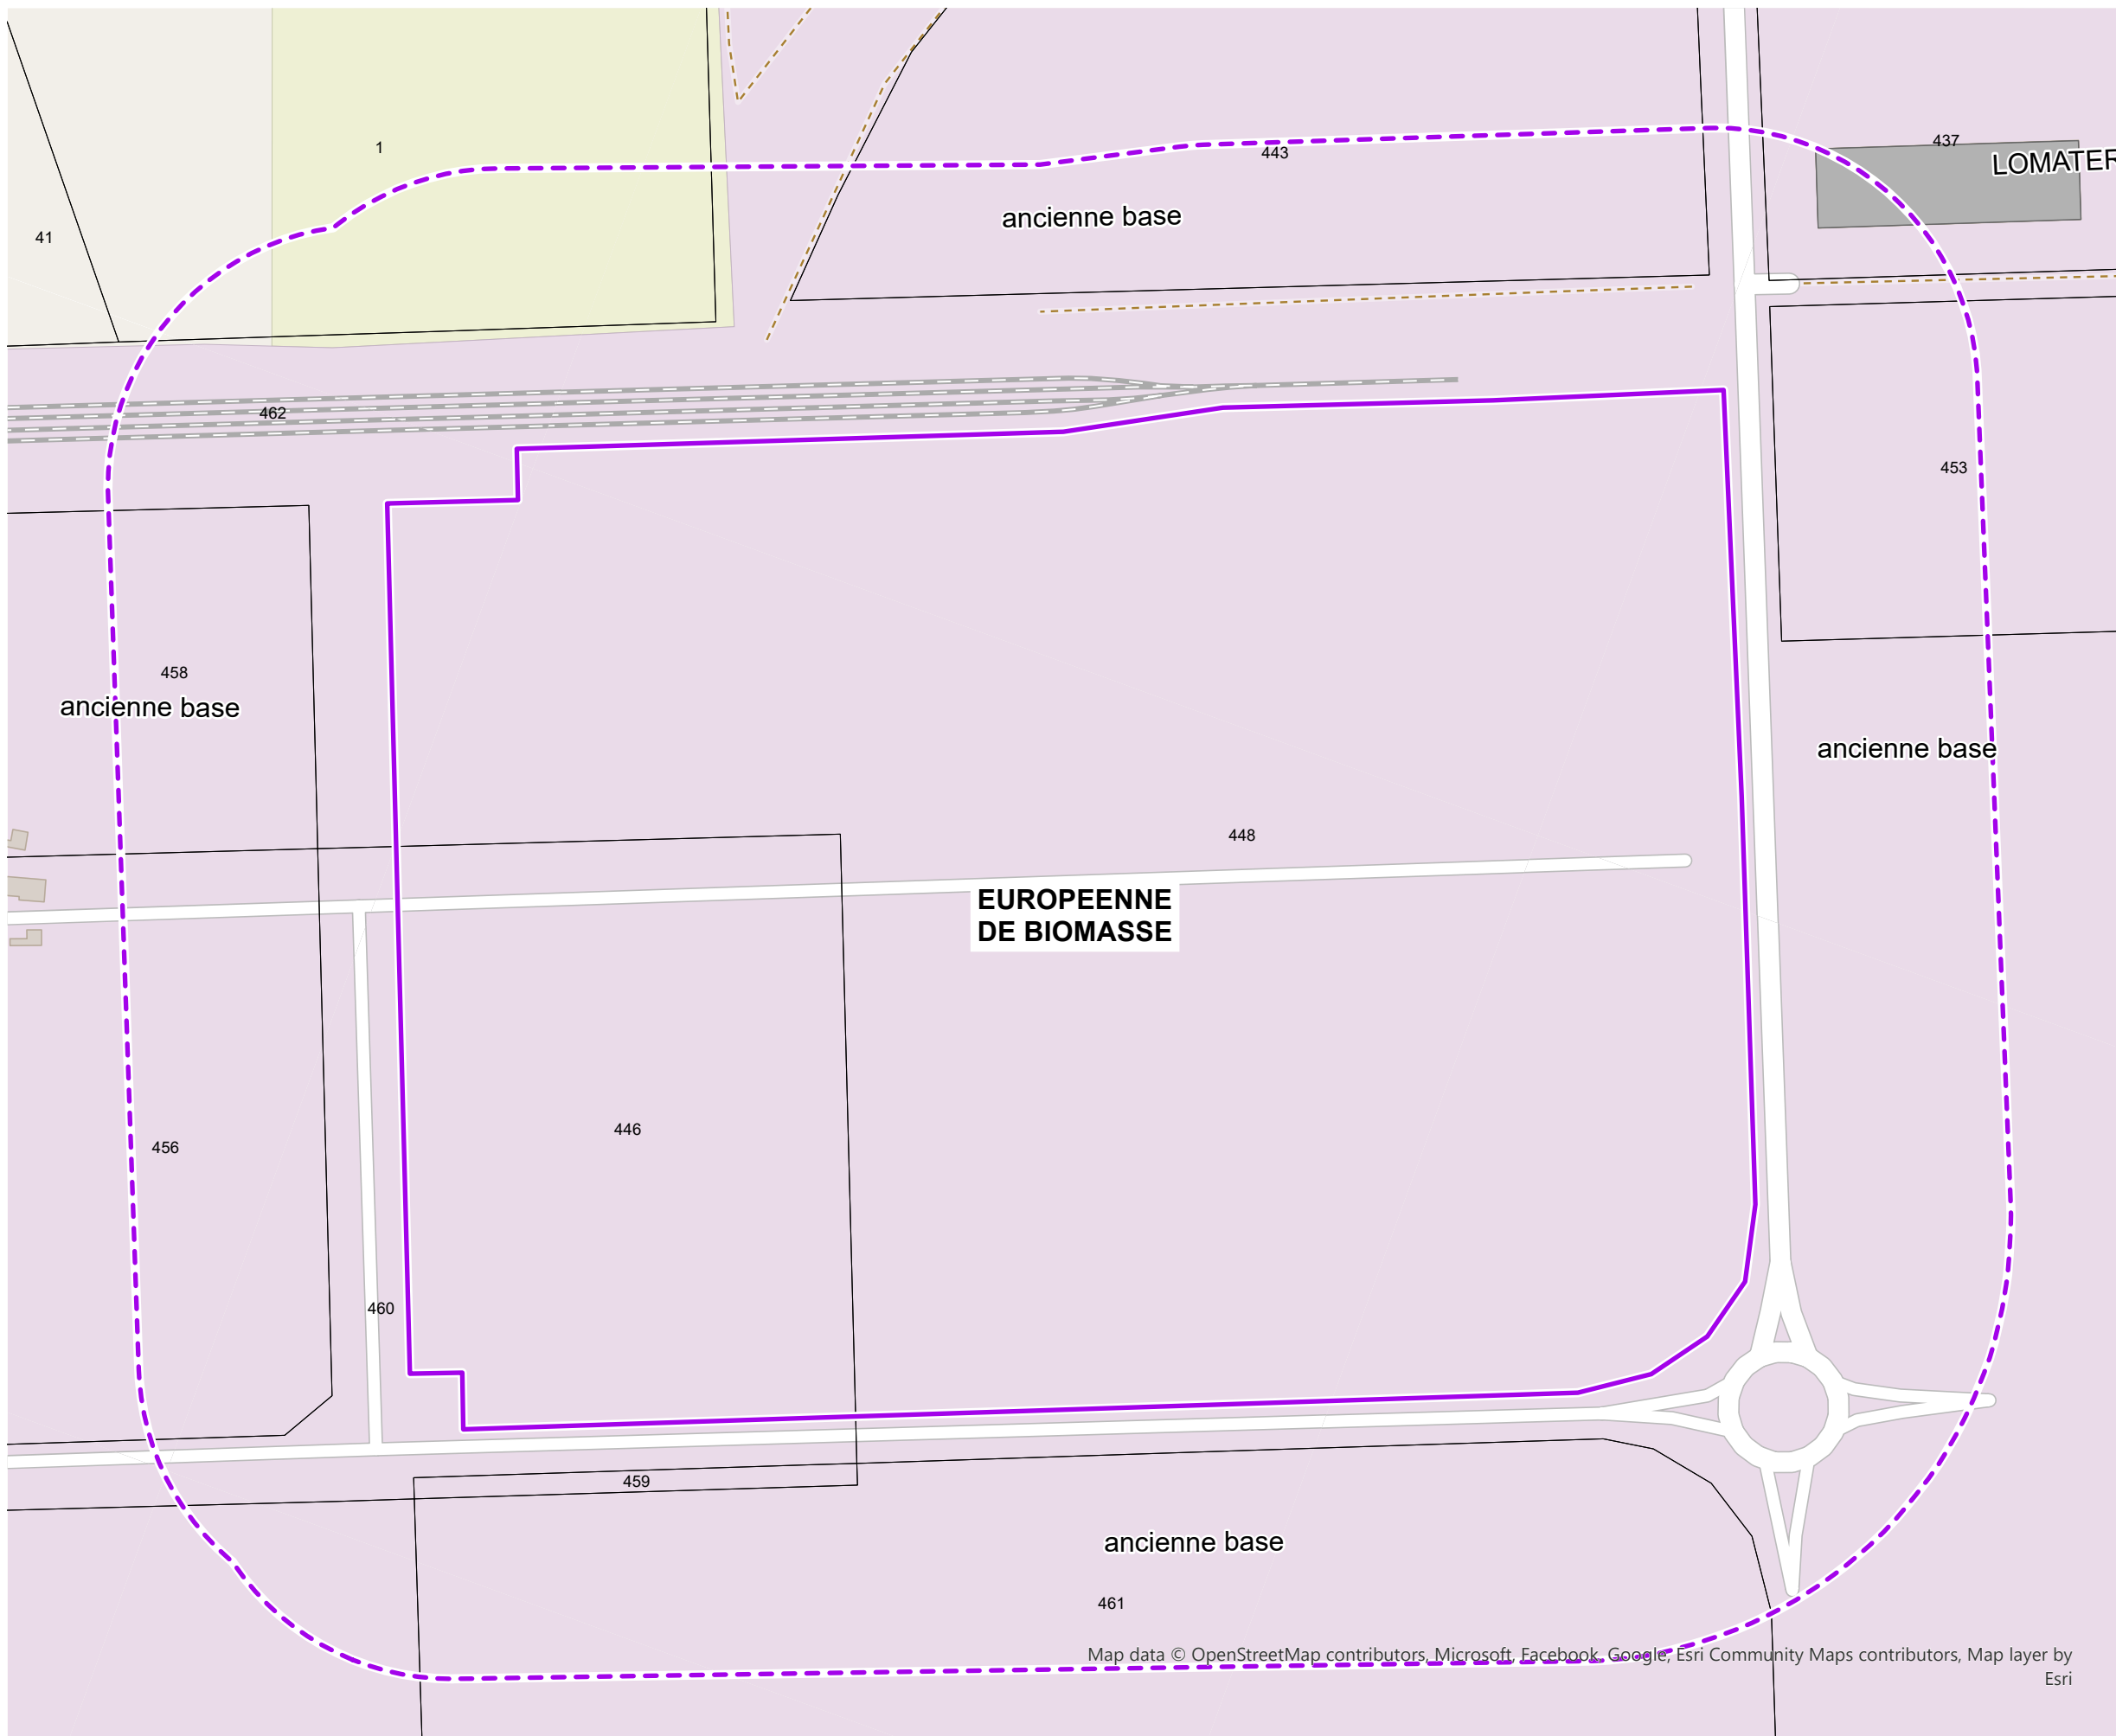 437
1
443
LOMATER
ancienne base
41
462
453
458
ancienne base
ancienne base
448
EUROPEENNE
DE BIOMASSE
446
456
460
459
ancienne base
461
Map data © OpenStreetMap contributors, Microsoft, Facebook, Google, Esri Community Maps contributors, Map layer by
Esri